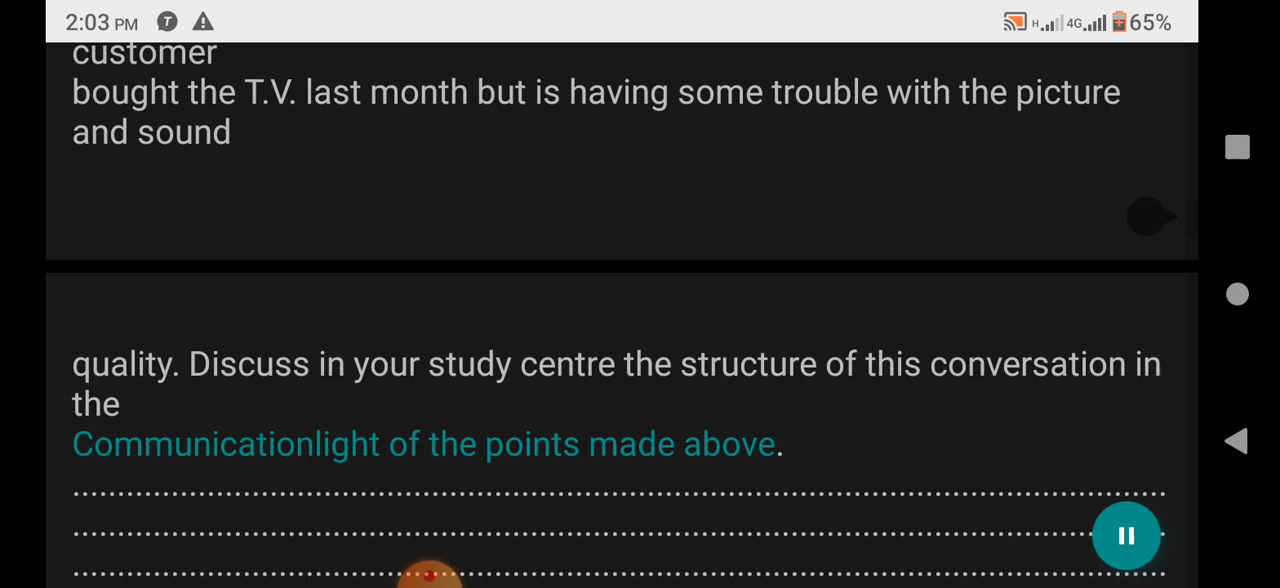 2:03 PM H 4G 65%
customer
bought the T.V. last month but is having some trouble with the picture
and sound
quality. Discuss in your study centre the structure of this conversation in
the
Communicationlight of the points made above.
................................................................................
................................................................................
................................................................................